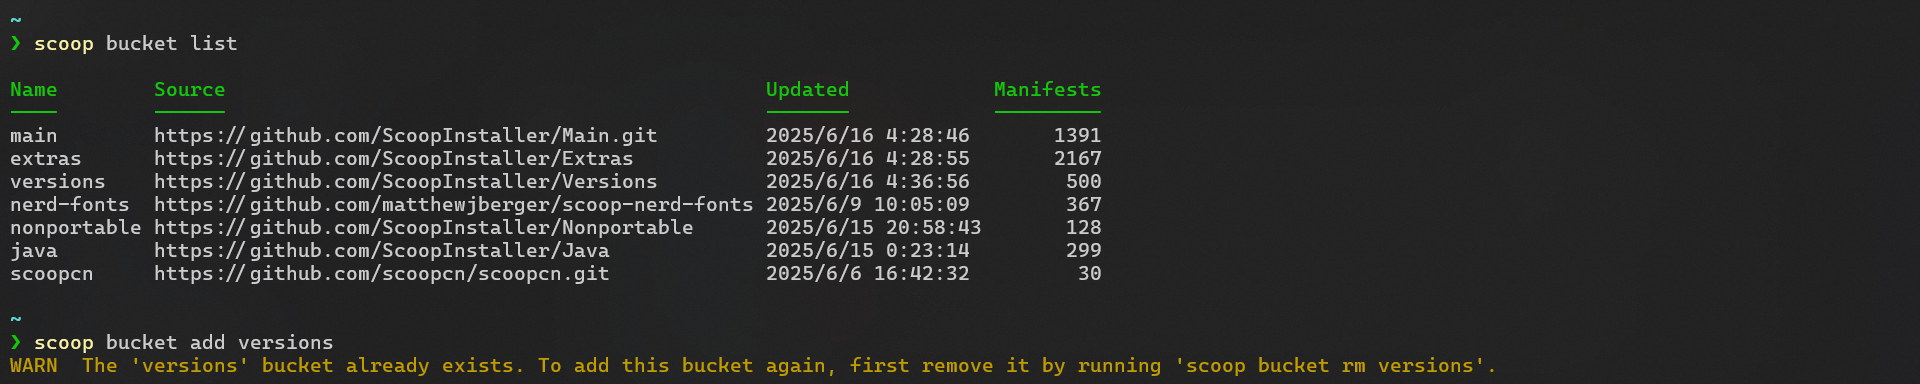 ~
❯ scoop bucket list
Name Source Updated Manifests
main https://github.com/ScoopInstaller/Main.git 2025/6/16 4:28:46 1391
extras https://github.com/ScoopInstaller/Extras 2025/6/16 4:28:55 2167
versions https://github.com/ScoopInstaller/Versions 2025/6/16 4:36:56 500
nerd-fonts https://github.com/matthewjberger/scoop-nerd-fonts 2025/6/9 10:05:09 367
nonportable https://github.com/ScoopInstaller/Nonportable 2025/6/15 20:58:43 128
java https://github.com/ScoopInstaller/Java 2025/6/15 0:23:14 299
scoopcn https://github.com/scoopcn/scoopcn.git 2025/6/6 16:42:32 30
~
❯ scoop bucket add versions
WARN  The 'versions' bucket already exists. To add this bucket again, first remove it by running 'scoop bucket rm versions'.